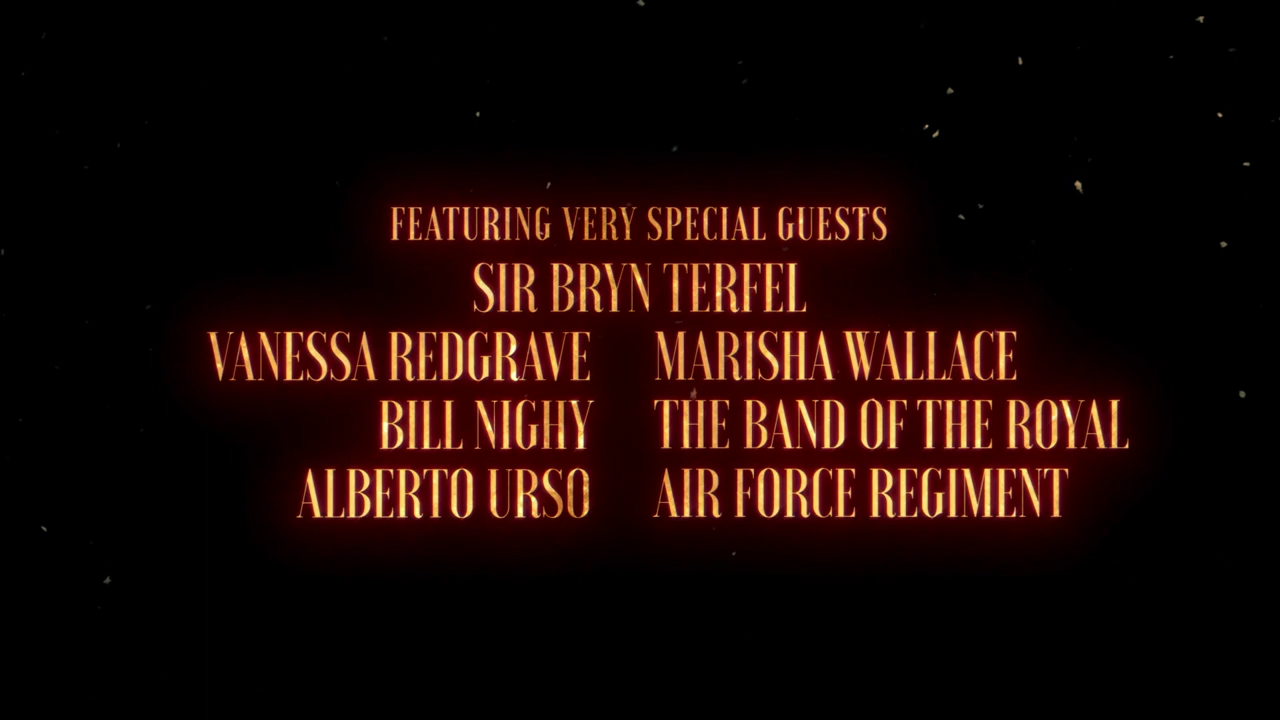 FEATURING VERY SPECIAL GUESTS
SIR BRYN TERFEL
VANESSA REDGRAVE
BILL NIGHY
ALBERTO URSO
MARISHA WALLACE
THE BAND OF THE ROYAL
AIR FORCE REGIMENT